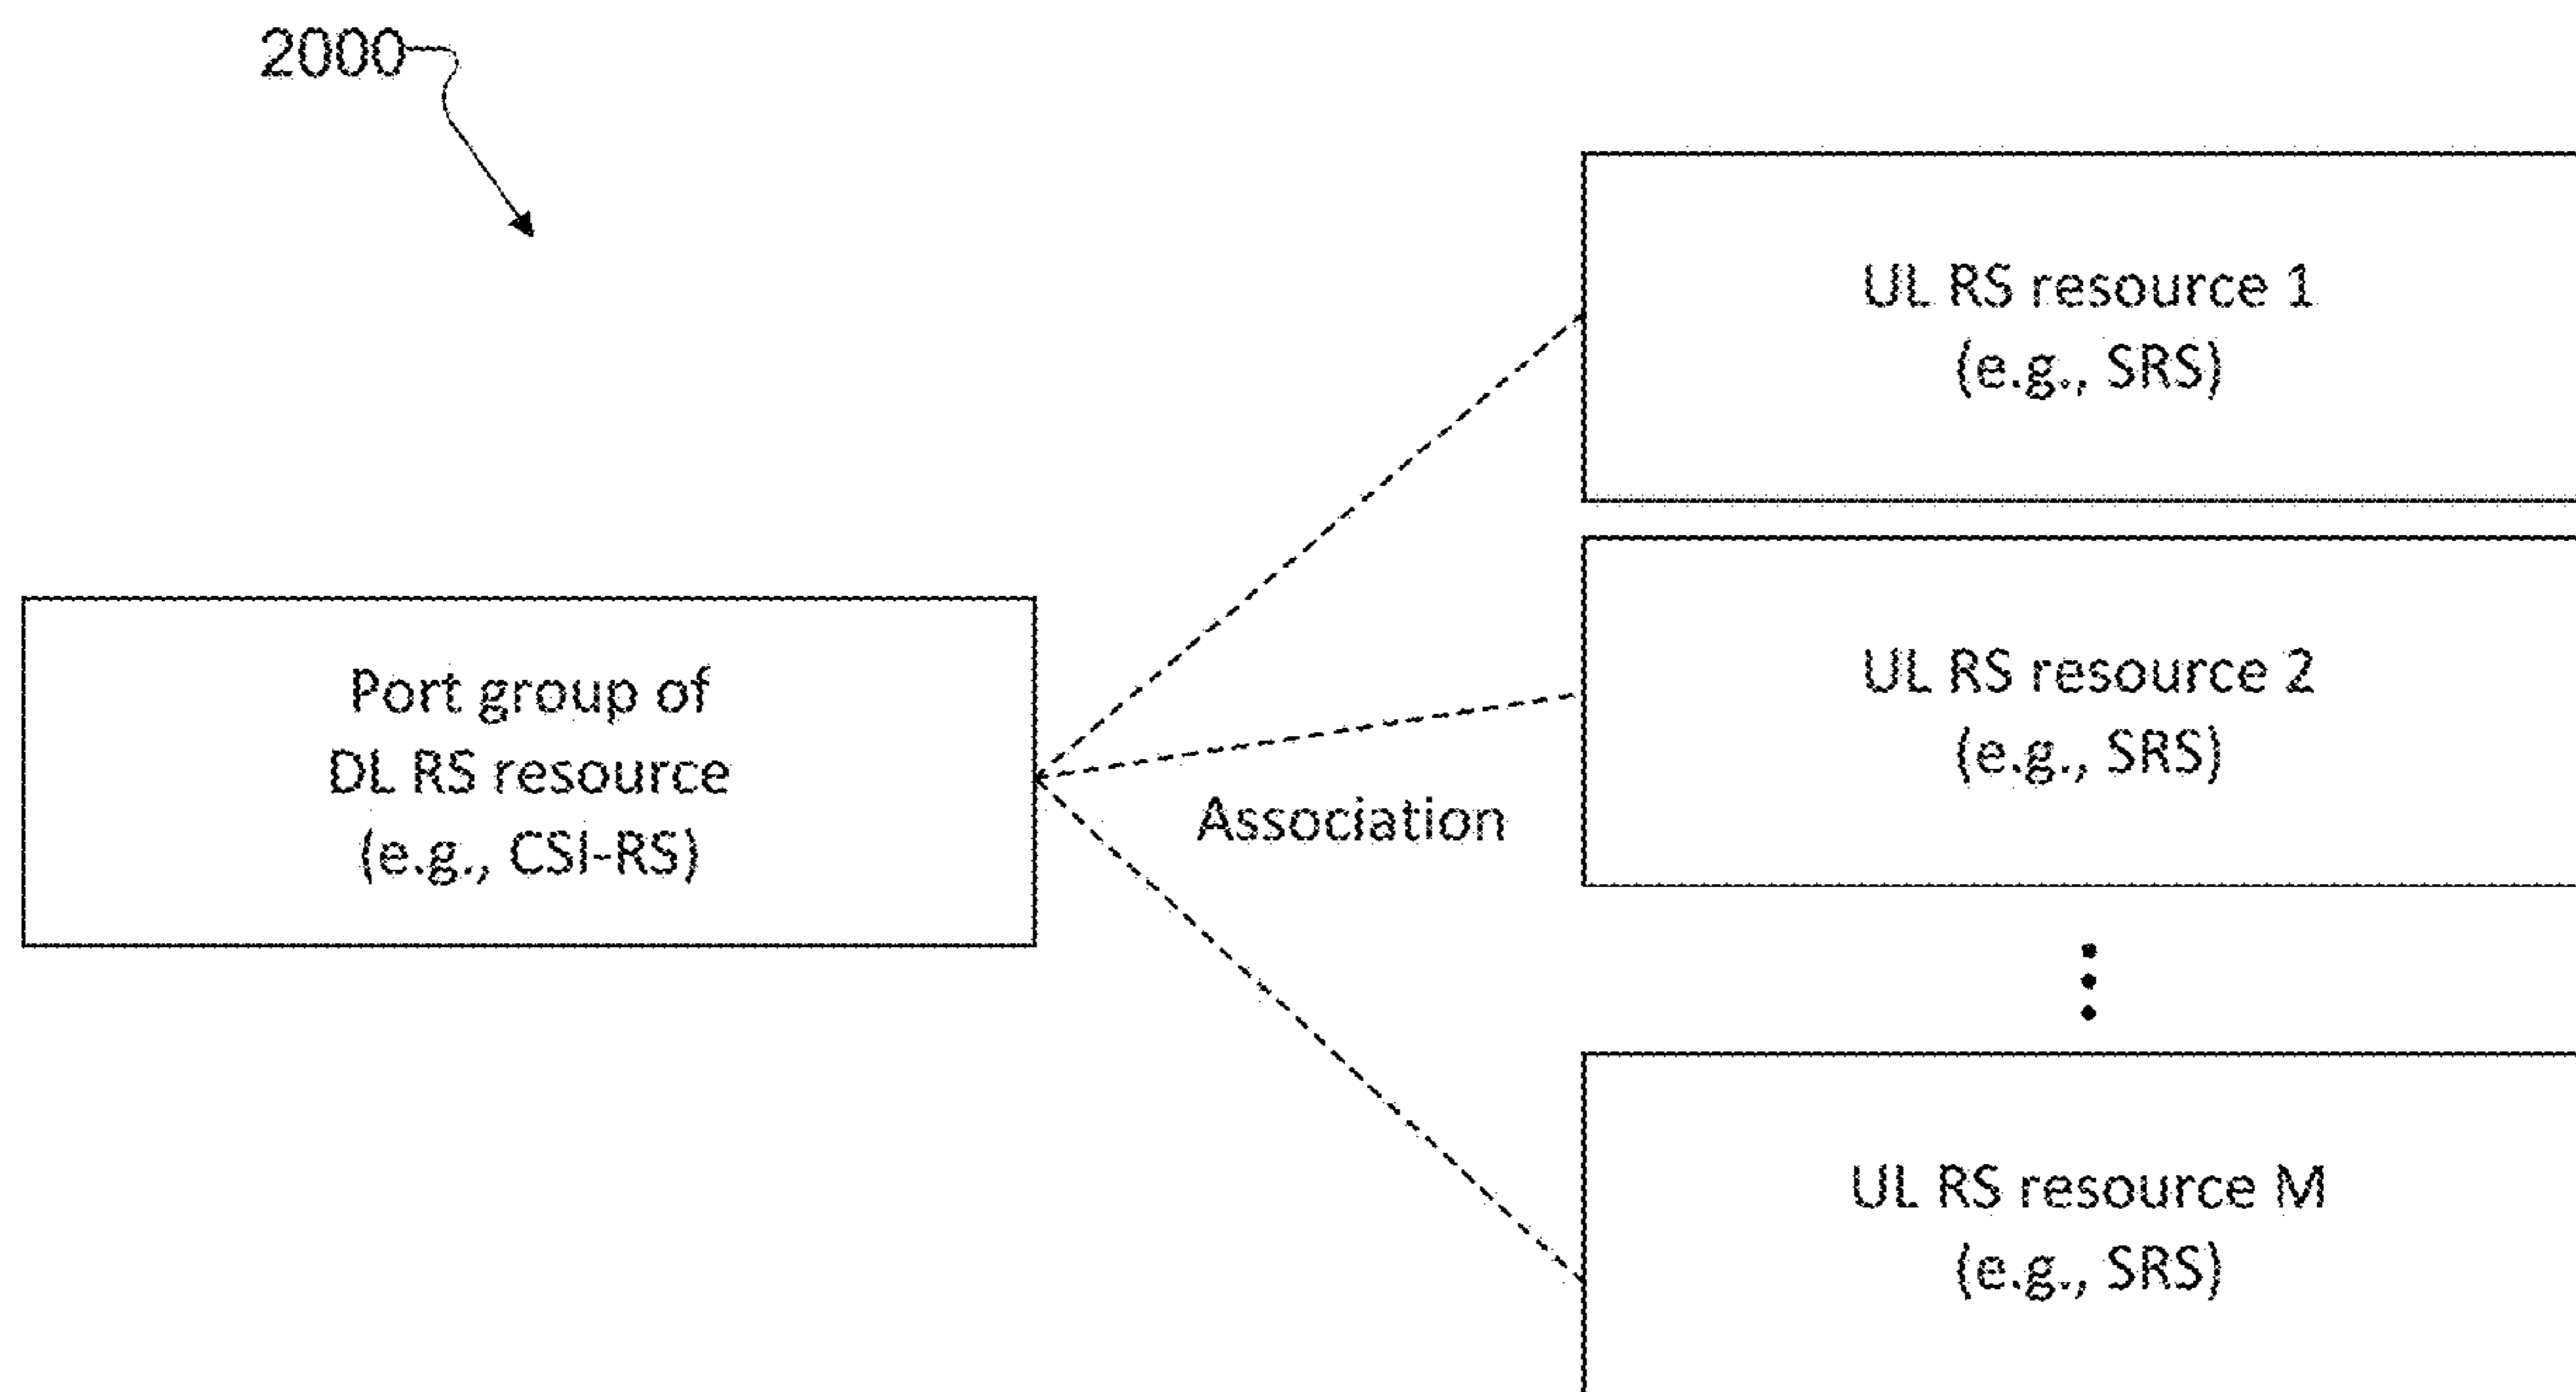 2000
UL RS resource 1
(e.g., SRS)
UL RS resource 2
(e.g., SRS)
Port group of
DL RS resource
(e.g., CSI-RS)
Association
UL RS resource M
(e.g., SRS)